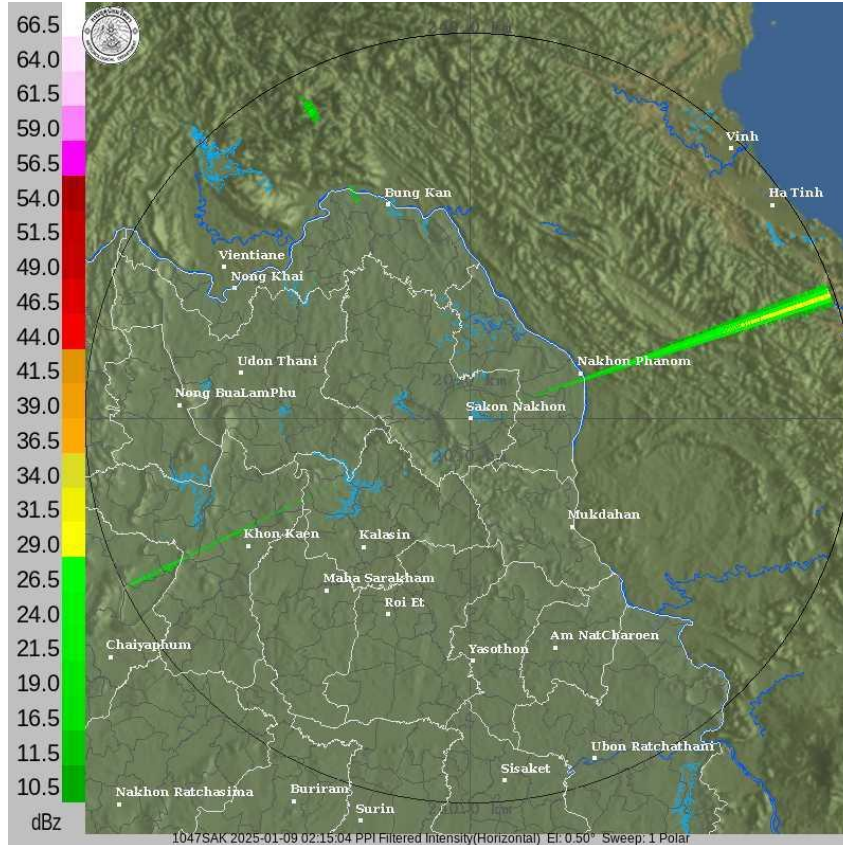 66.5
64.0
61.5
59.0
56.5
54.0
51.5
49.0
46.5
44.0
41.5
39.0
36.5
34.0
31.5
29.0
26.5
24.0
21.5
19.0
16.5
11.5
10.5
dBz
Vinh
Bung Kan
Ha Tinh
Vientiane
Nong Khai
Udon Thani
Nakhon Phanom
Nong BuaLamPhu
Sakon Nakhon
Mukdahan
Khon Kaen
Kalasin
Maha Sarakham
Roi Et
Chaiyaphum
Yasothon
Am NatCharoen
Ubon Ratchathani
Sisaket
Nakhon Ratchasima
Buriram
Surin
1047SAK 2025-01-09 02:15:04 PPI Filtered Intensity(Horizontal) El: 0.50° Sweep: 1 Polar